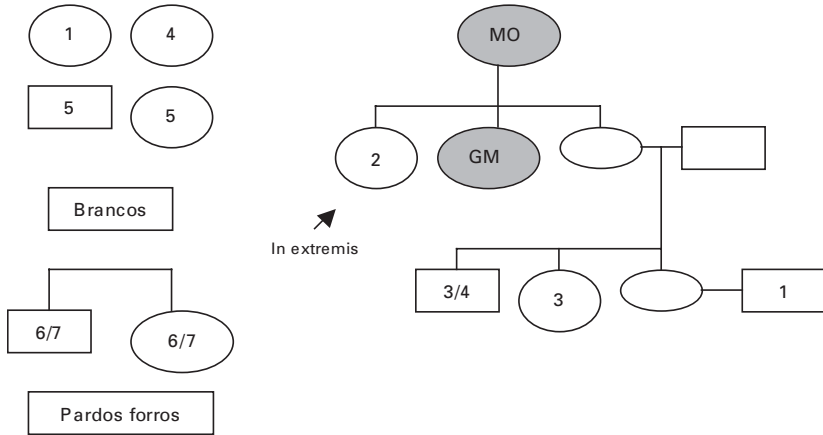 1
4
5
5
Brancos
6/7
6/7
Pardos forros
MO
2
GM
In extremis
3/4
3
1